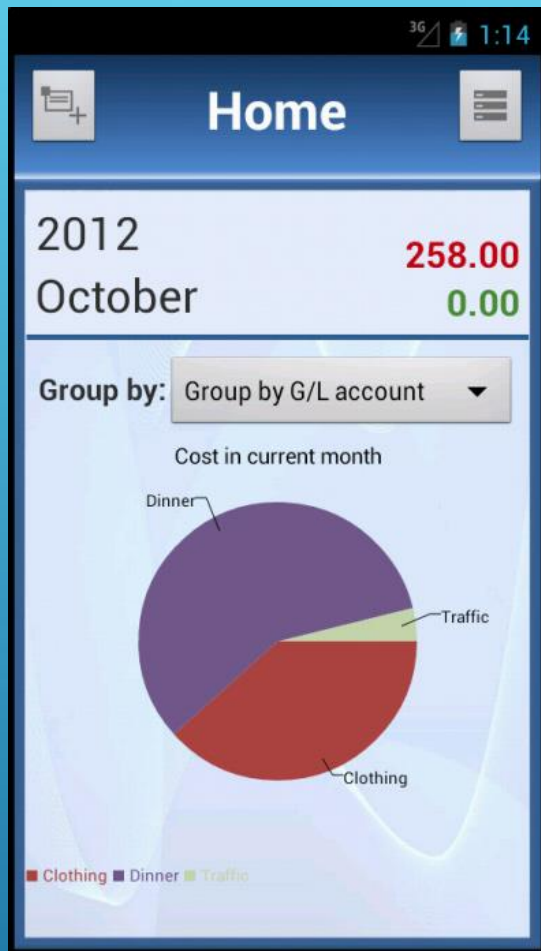 3G 1:14
Home
2012
258.00
October
0.00
Group by: Group by G/L account
Cost in current month
Dinner
Traffic
Clothing
Clothing Dinner Traffic